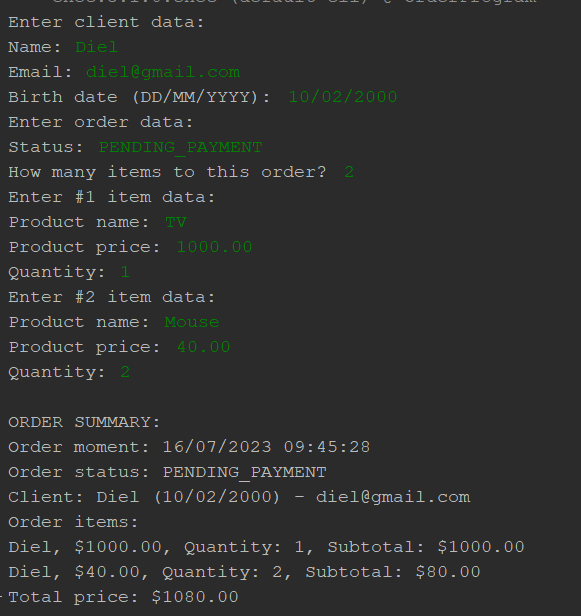 Enter client data:
Name: Diel
Email: diel@gmail.com
Birth date (DD/MM/YYYY): 10/02/2000
Enter order data:
Status: PENDING_PAYMENT
How many items to this order? 2
Enter #1 item data:
Product name: TV
Product price: 1000.00
Quantity: 1
Enter #2 item data:
Product name: Mouse
Product price: 40.00
Quantity: 2

ORDER SUMMARY:
Order moment: 16/07/2023 09:45:28
Order status: PENDING_PAYMENT
Client: Diel (10/02/2000) - diel@gmail.com
Order items:
Diel, $1000.00, Quantity: 1, Subtotal: $1000.00
Diel, $40.00, Quantity: 2, Subtotal: $80.00
Total price: $1080.00